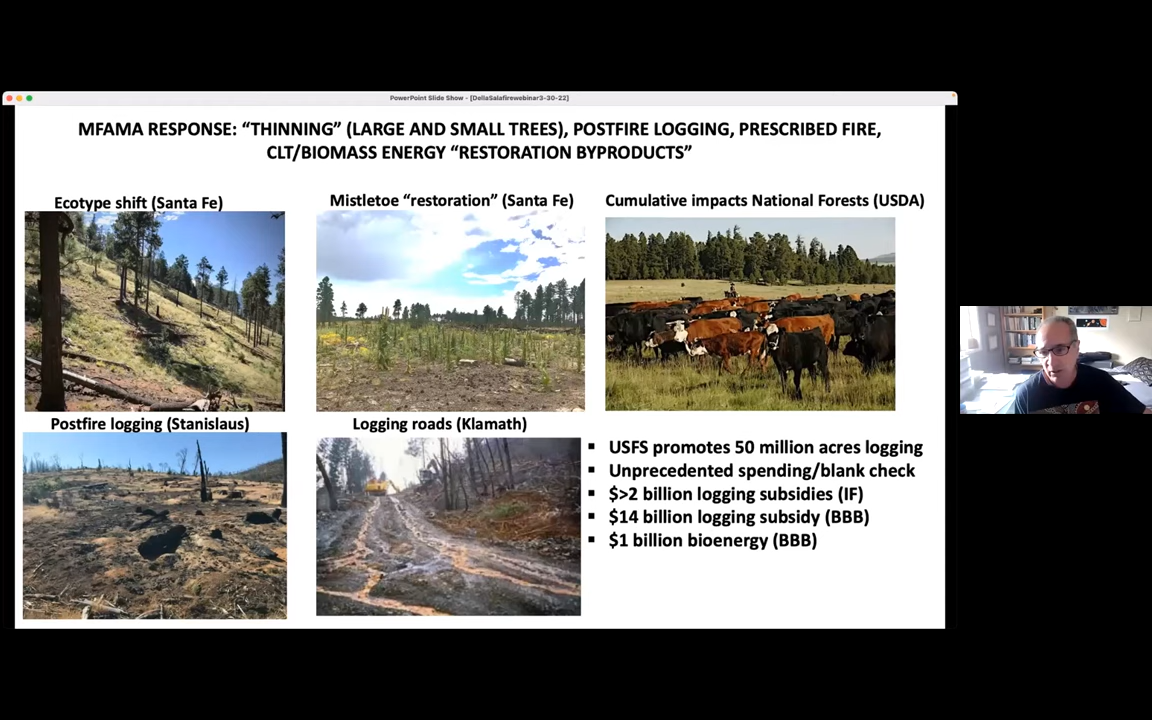 PowerPoint Slide Show - [DellaSalafirewebinar3-30-22]
MFAMA RESPONSE: “THINNING” (LARGE AND SMALL TREES), POSTFIRE LOGGING, PRESCRIBED FIRE,
CLT/BIOMASS ENERGY “RESTORATION BYPRODUCTS”
Ecotype shift (Santa Fe)
Mistletoe “restoration” (Santa Fe)
Cumulative impacts National Forests (USDA)
Postfire logging (Stanislaus)
Logging roads (Klamath)
▪ USFS promotes 50 million acres logging
▪ Unprecedented spending/blank check
▪ $>2 billion logging subsidies (IF)
▪ $14 billion logging subsidy (BBB)
▪ $1 billion bioenergy (BBB)